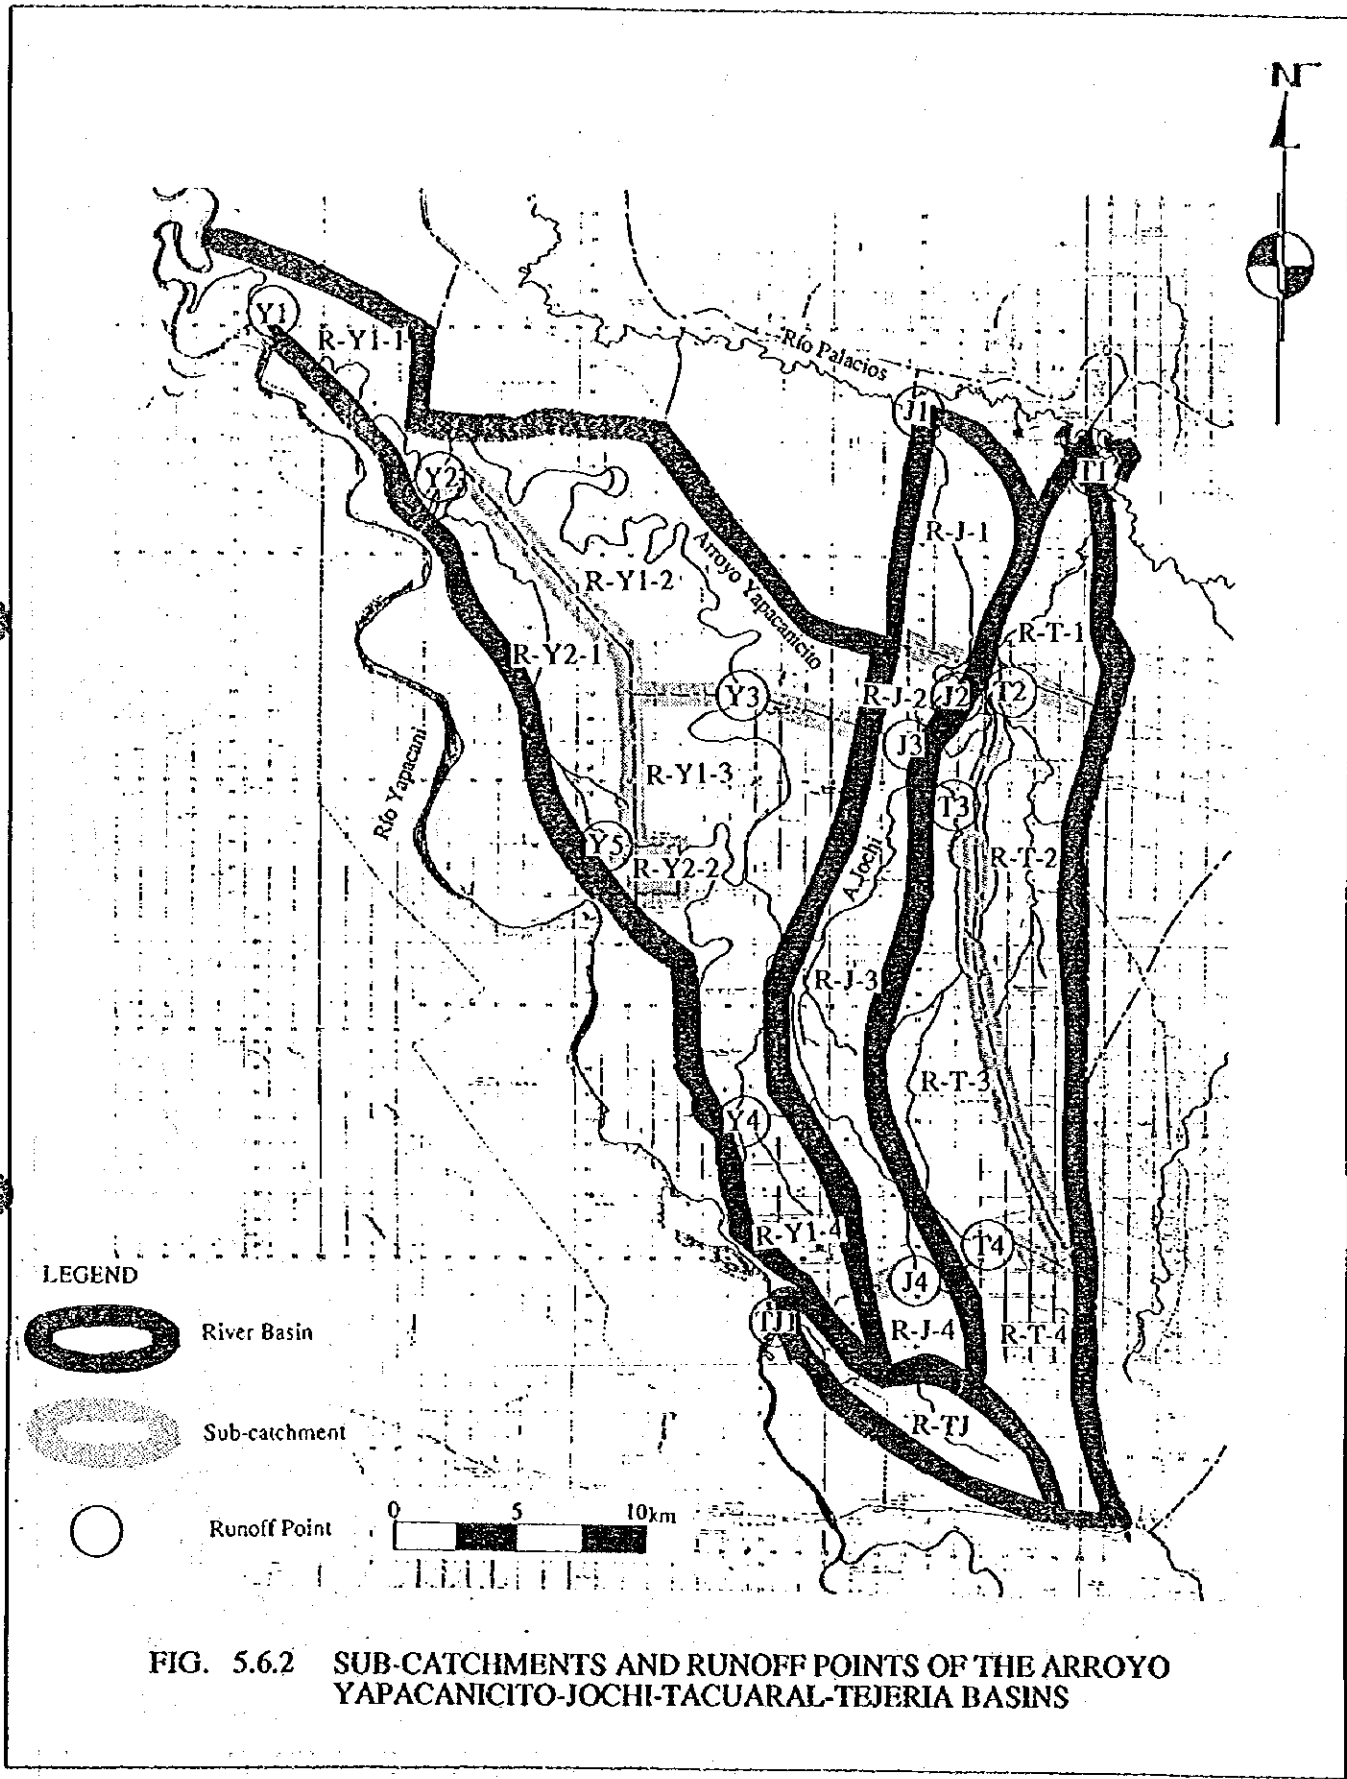 N
Y1
R-Y1-1
Río Palacios
J1
T1
Y2
R-J-1
Arroyo Yapacanicito
R-Y1-2
R-T-1
R-Y2-1
Y3
R-J-2
J2
T2
J3
Río Yapacani
R-Y1-3
T3
Y5
R-Y2-2
A.Jochi
R-T-2
R-J-3
R-T-3
Y4
R-Y1-4
T4
LEGEND
J4
TJ1
River Basin
R-J-4
R-T-4
R-TJ
Sub-catchment
0 5 10km
Runoff Point
FIG. 5.6.2 SUB-CATCHMENTS AND RUNOFF POINTS OF THE ARROYO
YAPACANICITO-JOCHI-TACUARAL-TEJERIA BASINS